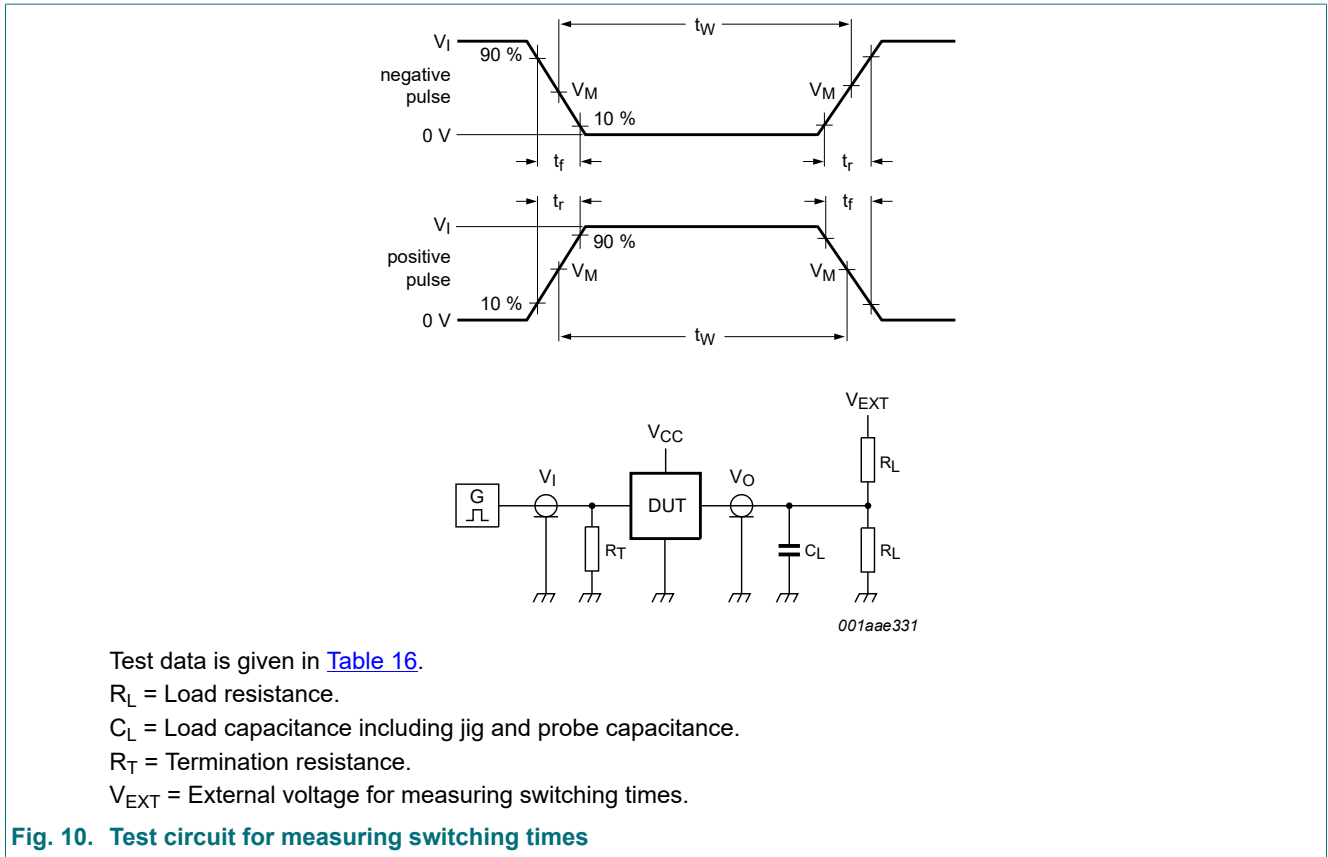 tW
VI
90 %
negative
pulse
VM
VM
10 %
0 V
tf
tr
tr
tf
VI
90 %
positive
pulse
VM
VM
10 %
0 V
tW
VEXT
VCC
RL
VI
VO
G
DUT
RT
CL
RL
001aae331
Test data is given in Table 16.
RL = Load resistance.
CL = Load capacitance including jig and probe capacitance.
RT = Termination resistance.
VEXT = External voltage for measuring switching times.
Fig. 10. Test circuit for measuring switching times